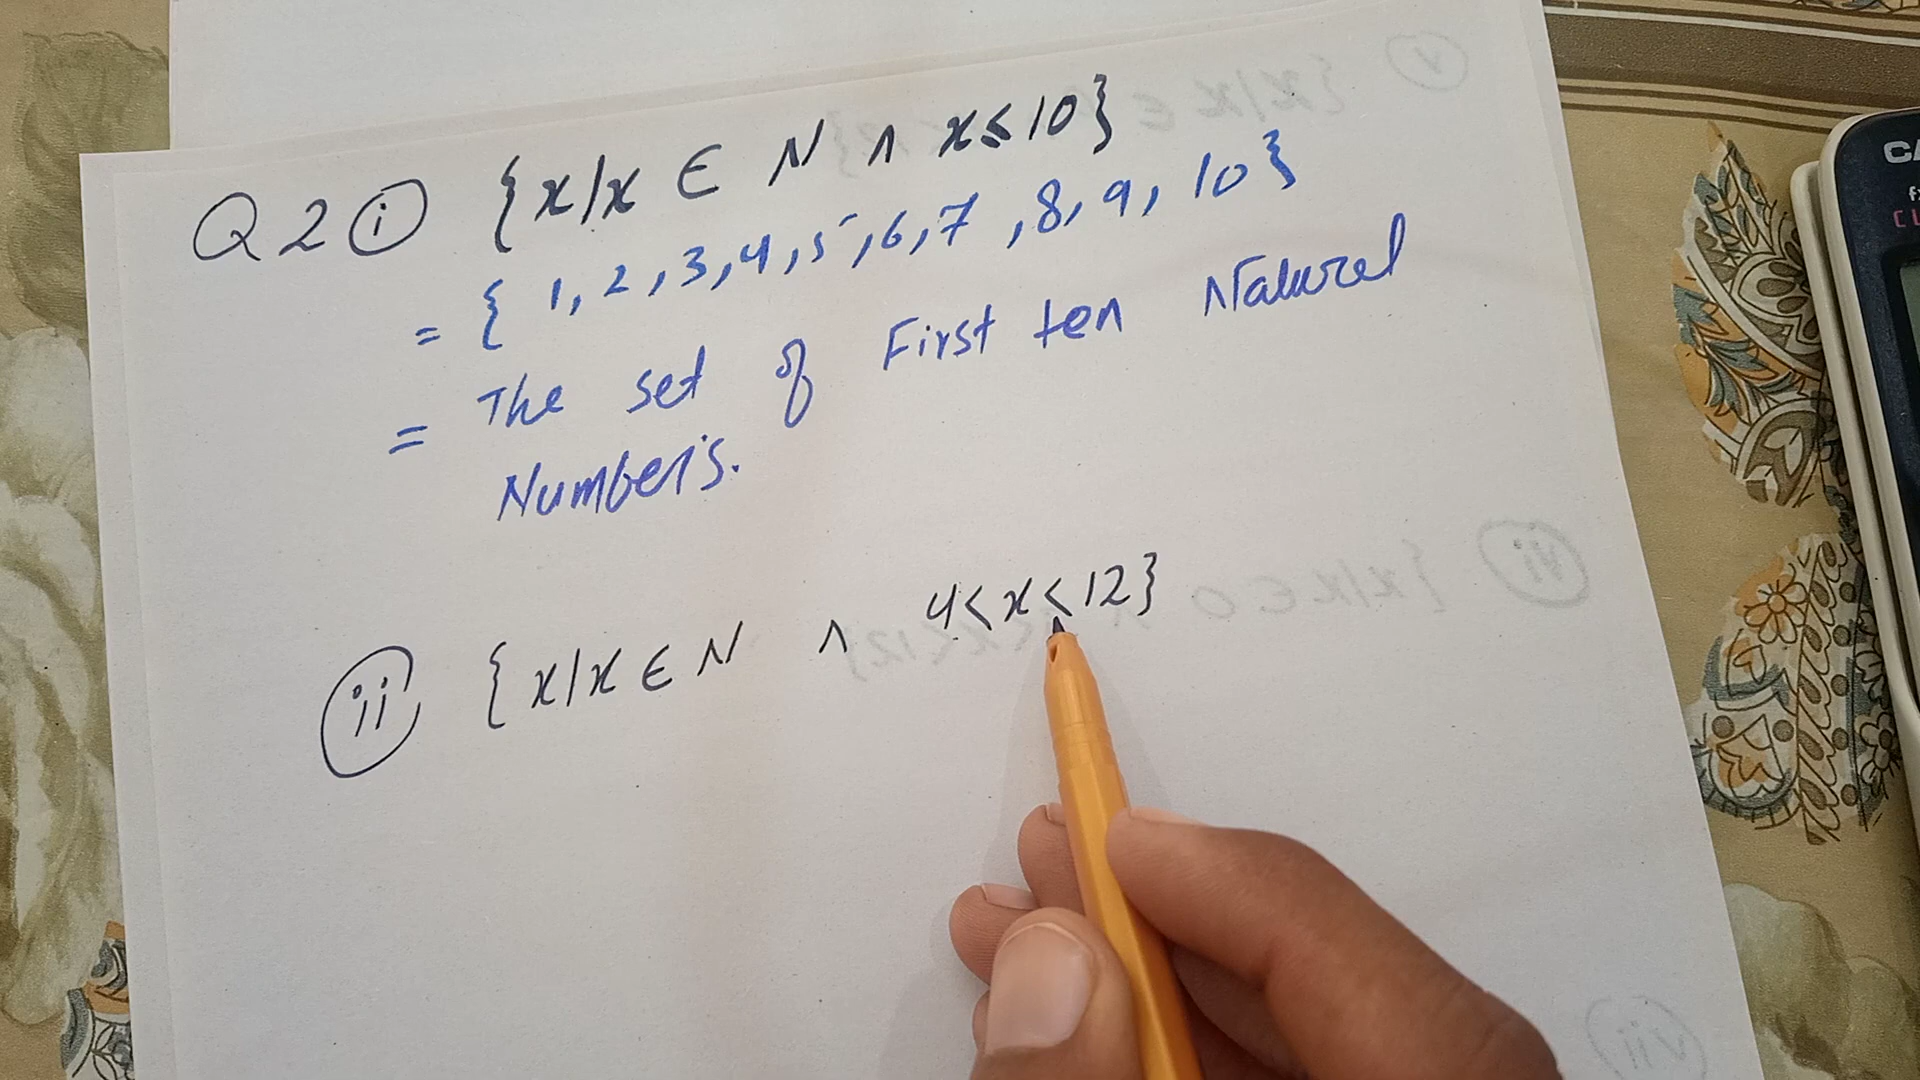 Q2 (i) {x/x ∈ N ∧ x≤10}
= {1, 2, 3, 4, 5, 6, 7, 8, 9, 10}
= The set of First ten Natural
Numbers.
(ii) {x/x ∈ N ∧ 4<x<12}
CA